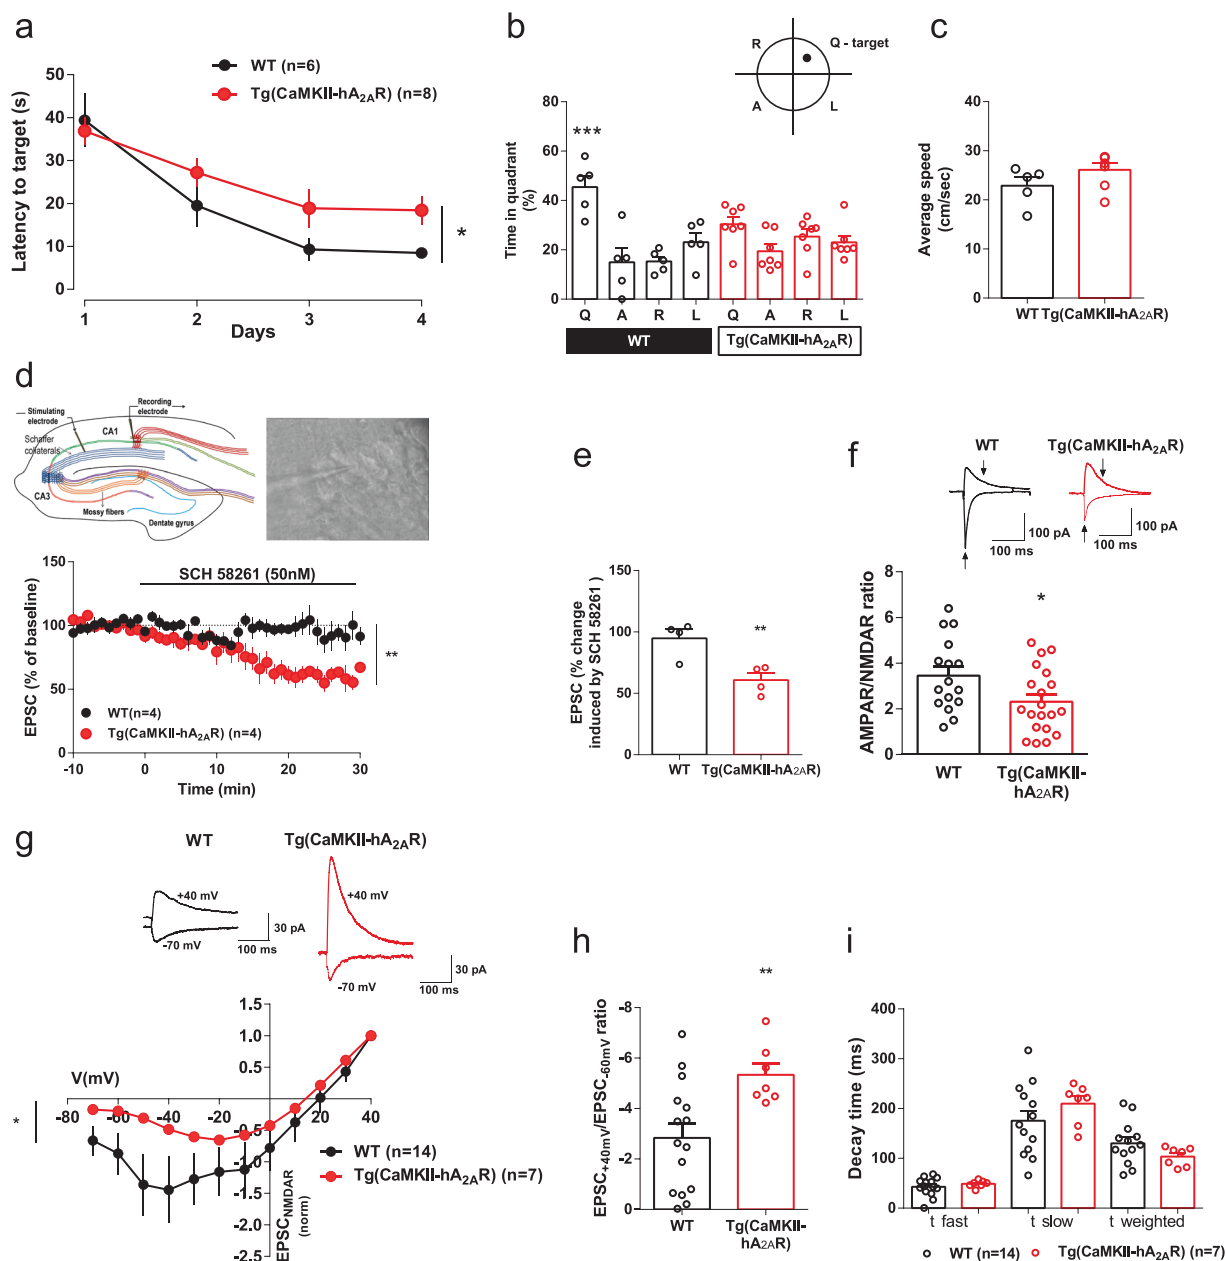 a
WT (n=6)
Tg(CaMKII-hA2AR) (n=8)
Latency to target (s)
50
40
30
20
10
0
1 2 3 4
Days
*
b
R Q - target
A L
Time in quadrant
(%)
80
60
40
20
0
***
Q A R L Q A R L
WT Tg(CaMKII-hA2AR)
c
Average speed
(cm/sec)
40
30
20
10
0
WT Tg(CaMKII-hA2AR)
d
Stimulating
electrode
Recording
electrode
CA1
Schaffer
collaterals
CA3
Mossy fibers
Dentate gyrus
EPSC (% of baseline)
150
100
50
0
SCH 58261 (50nM)
**
WT(n=4)
Tg(CaMKII-hA2AR) (n=4)
-10 0 10 20 30
Time (min)
e
EPSC (% change
induced by SCH 58261 )
150
100
50
0
**
WT Tg(CaMKII-hA2AR)
f
WT Tg(CaMKII-hA2AR)
100 pA
100 ms
100 pA
100 ms
AMPAR/NMDAR ratio
8
6
4
2
0
*
WT Tg(CaMKII-
hA2AR)
g
WT Tg(CaMKII-hA2AR)
+40 mV
-70 mV
30 pA
100 ms
+40 mV
-70 mV
30 pA
100 ms
1.5
1.0
0.5
-0.5
-1.0
-1.5
-2.0
-2.5
V(mV)
-80 -60 -40 -20 20 40
*
EPSCNMDAR
(norm)
WT (n=14)
Tg(CaMKII-hA2AR) (n=7)
h
EPSC+40mV/EPSC-60mV ratio
-8
-6
-4
-2
0
**
WT Tg(CaMKII-
hA2AR)
i
Decay time (ms)
400
300
200
100
0
t fast t slow t weighted
WT (n=14) Tg(CaMKII-hA2AR) (n=7)